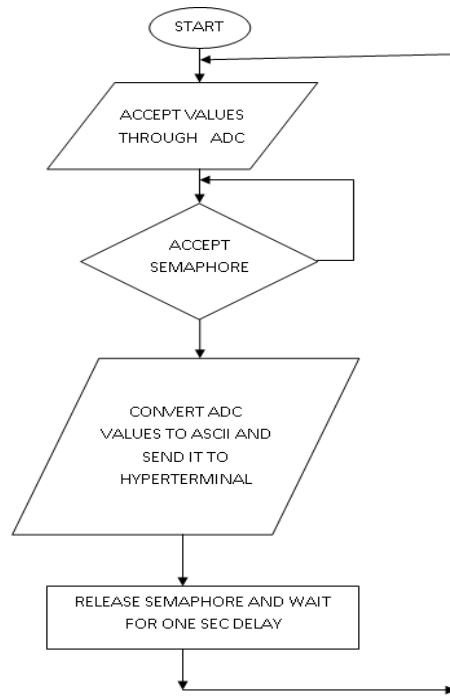 START
ACCEPT VALUES
THROUGH ADC
ACCEPT
SEMAPHORE
CONVERT ADC
VALUES TO ASCII AND
SEND IT TO
HYPERTERMINAL
RELEASE SEMAPHORE AND WAIT
FOR ONE SEC DELAY